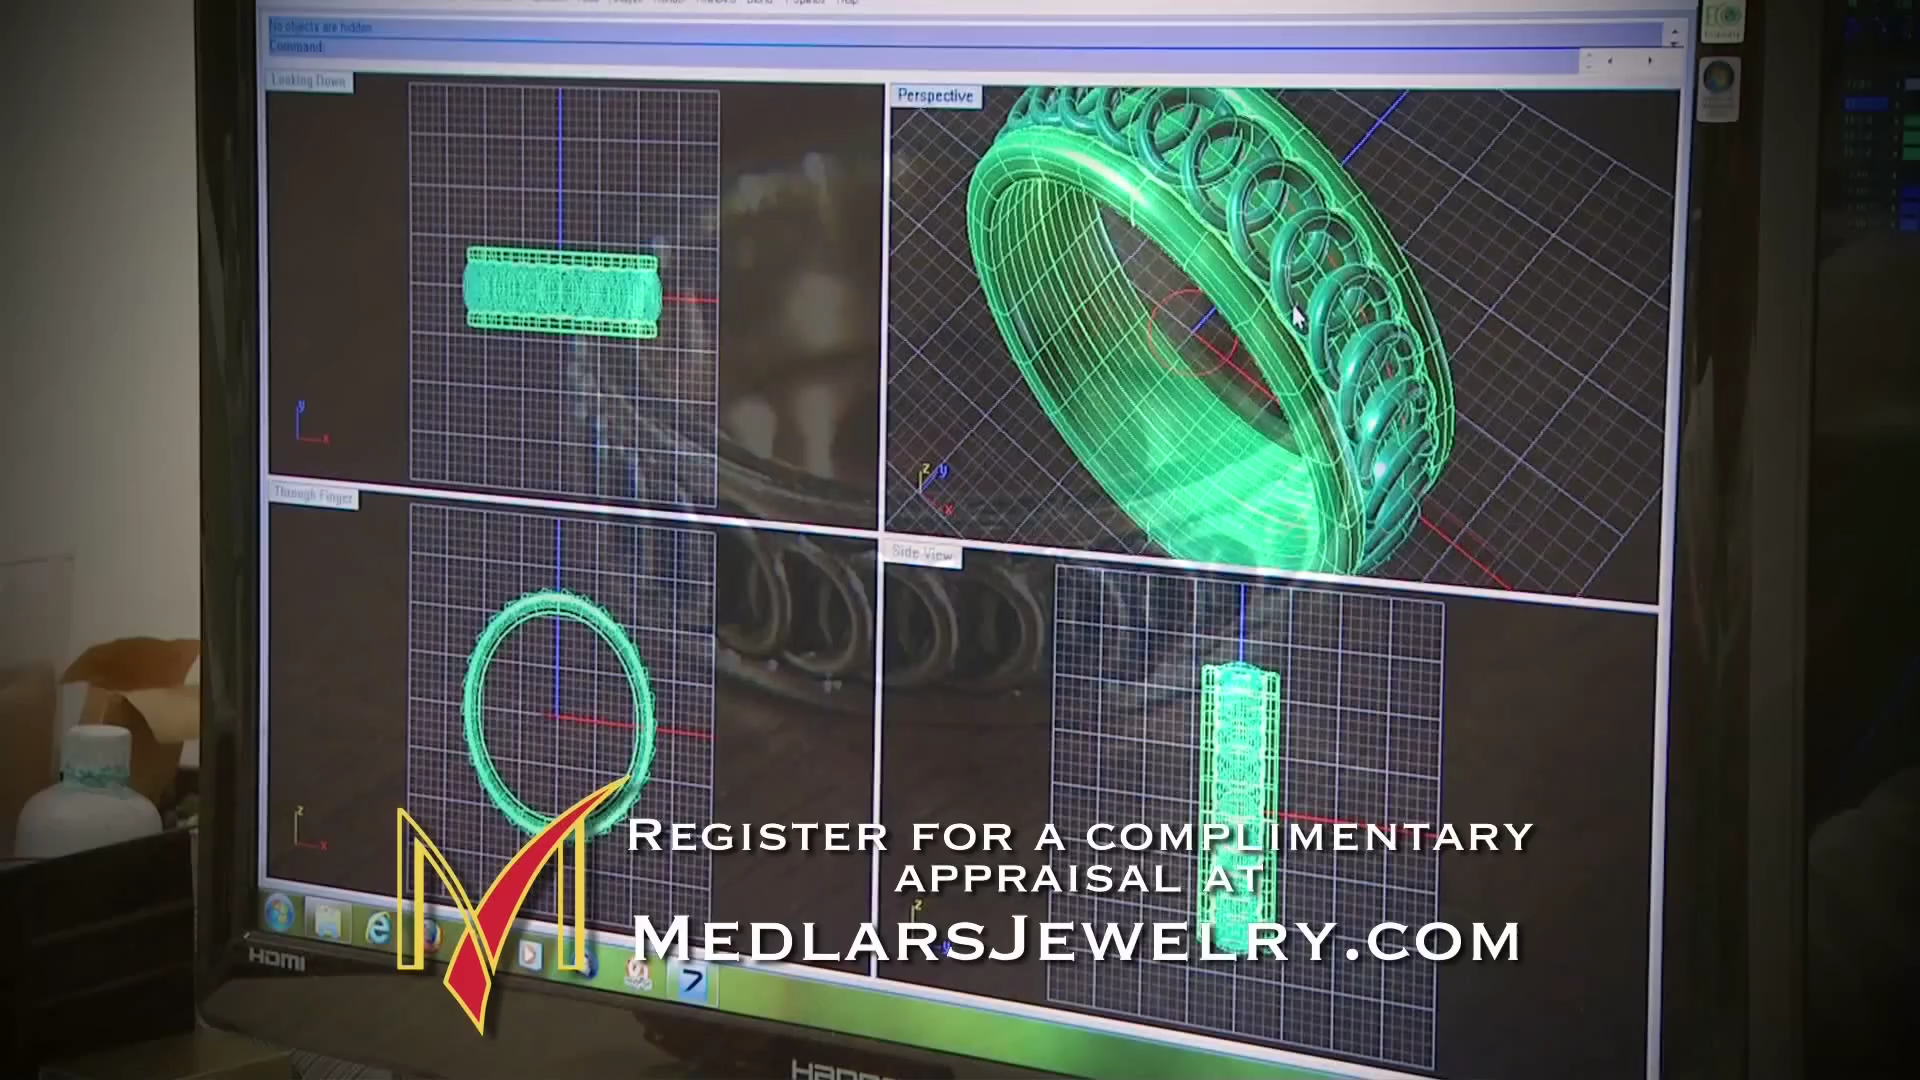 No objects are hidden
Command:
Looking Down
Perspective
Through Finger
Side View
REGISTER FOR A COMPLIMENTARY
APPRAISAL AT
MEDLARSJEWELRY.COM
HDMI